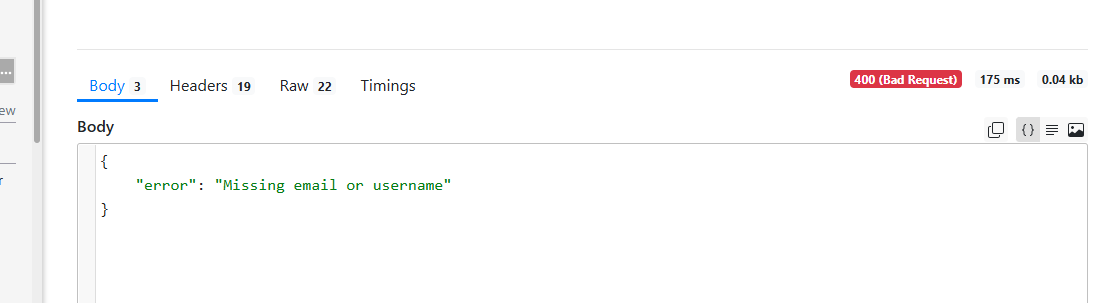 ...
ew
r
Body 3 Headers 19 Raw 22 Timings 400 (Bad Request) 175 ms 0.04 kb
Body
{ }
{
"error": "Missing email or username"
}